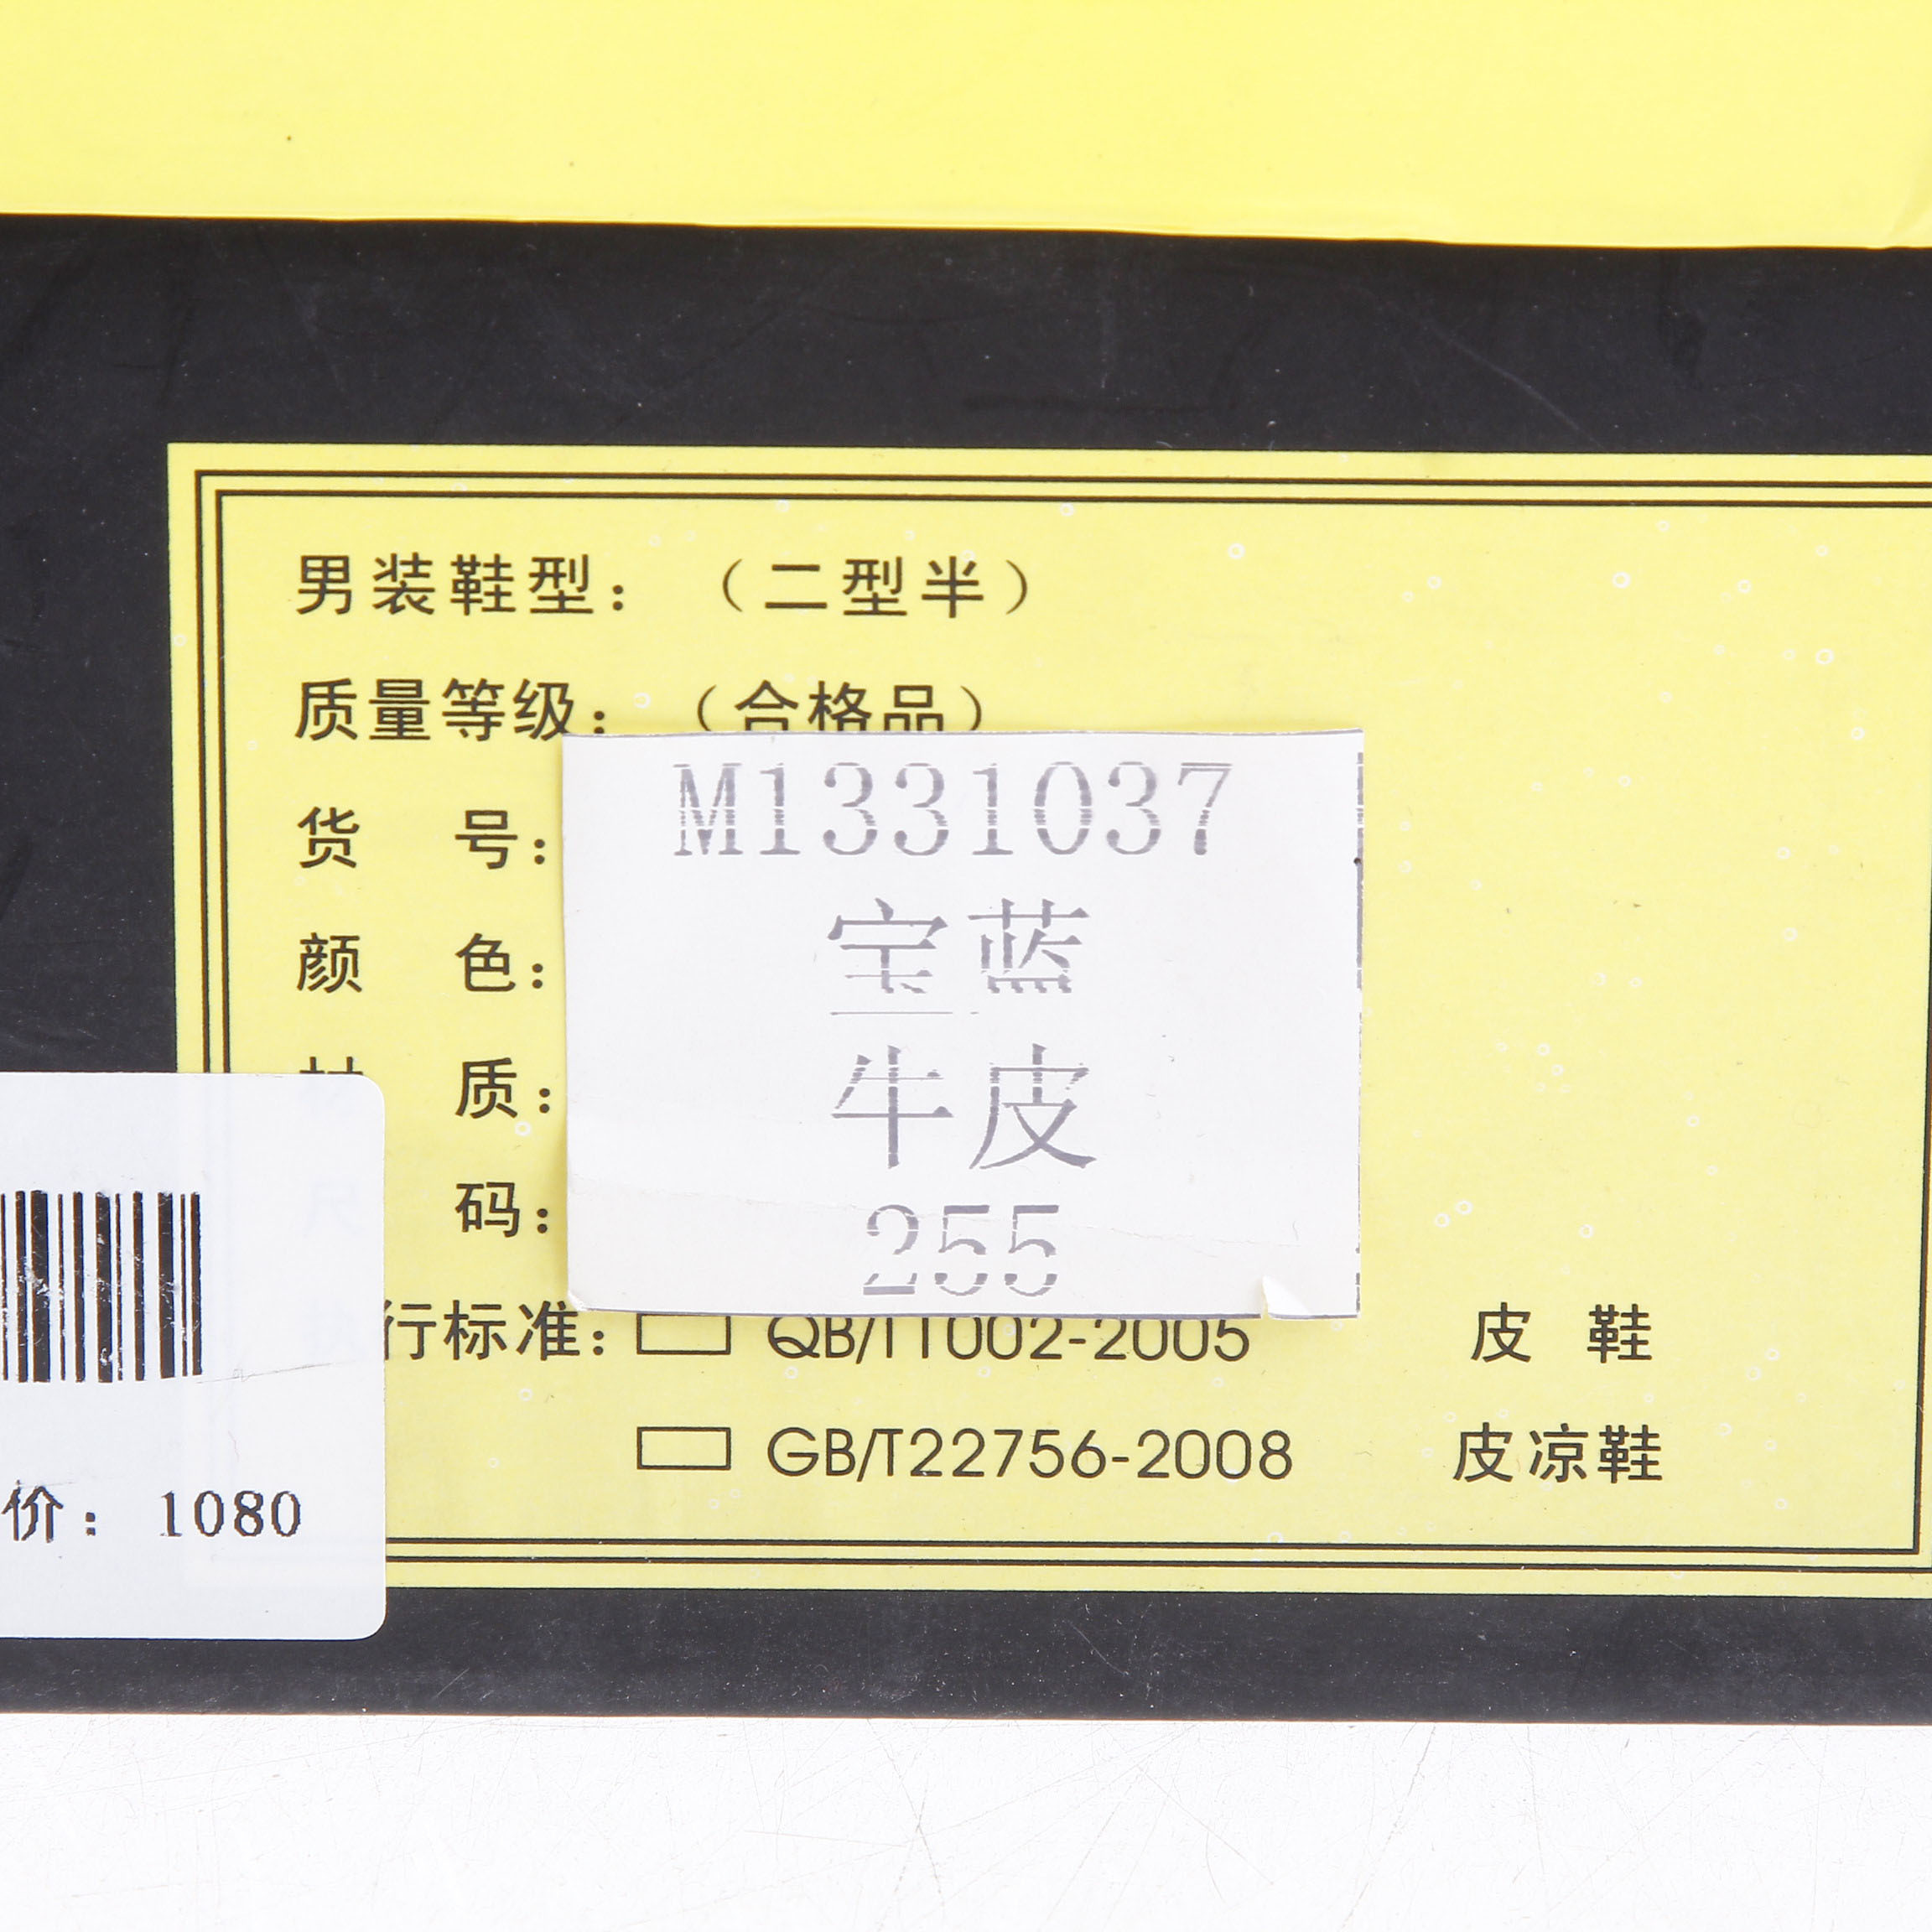 男装鞋型：（二型半）
质量等级：（合格品）
货 号： M1331037
颜 色： 宝蓝
质： 牛皮
码： 255
行标准： QB/T1002-2005 皮 鞋
GB/T22756-2008 皮凉鞋
价： 1080